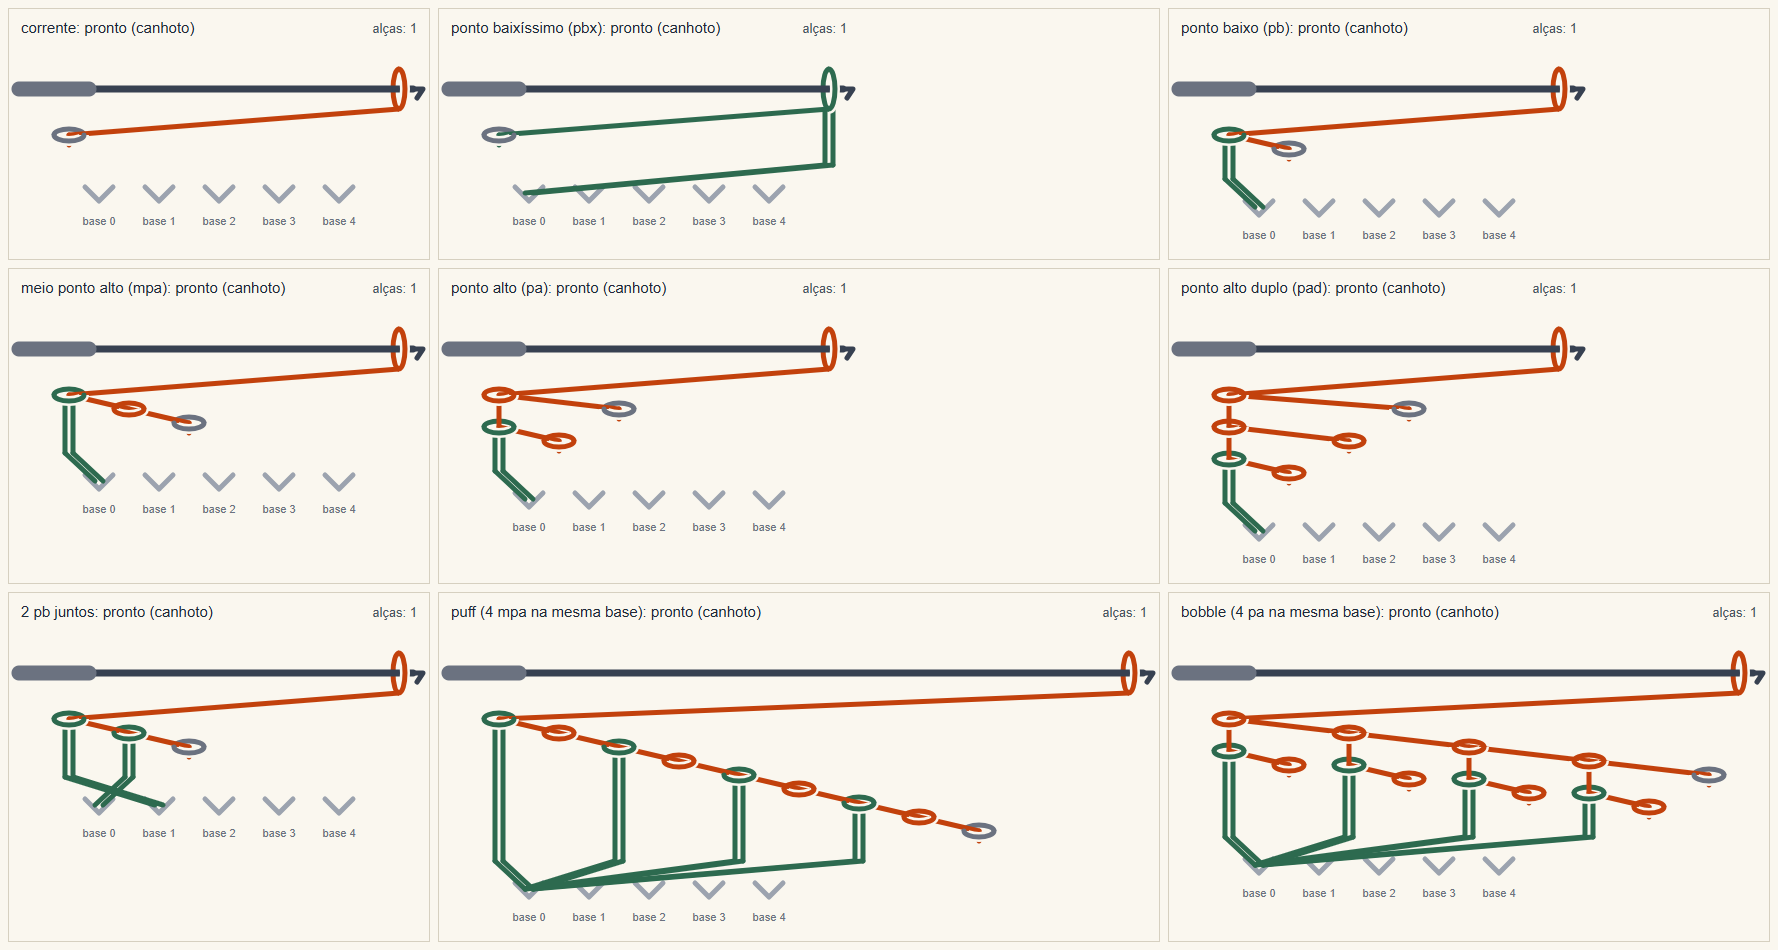 corrente: pronto (canhoto) alças: 1
base 0 base 1 base 2 base 3 base 4
ponto baixíssimo (pbx): pronto (canhoto) alças: 1
base 0 base 1 base 2 base 3 base 4
ponto baixo (pb): pronto (canhoto) alças: 1
base 0 base 1 base 2 base 3 base 4
meio ponto alto (mpa): pronto (canhoto) alças: 1
base 0 base 1 base 2 base 3 base 4
ponto alto (pa): pronto (canhoto) alças: 1
base 0 base 1 base 2 base 3 base 4
ponto alto duplo (pad): pronto (canhoto) alças: 1
base 0 base 1 base 2 base 3 base 4
2 pb juntos: pronto (canhoto) alças: 1
base 0 base 1 base 2 base 3 base 4
puff (4 mpa na mesma base): pronto (canhoto) alças: 1
base 0 base 1 base 2 base 3 base 4
bobble (4 pa na mesma base): pronto (canhoto) alças: 1
base 0 base 1 base 2 base 3 base 4